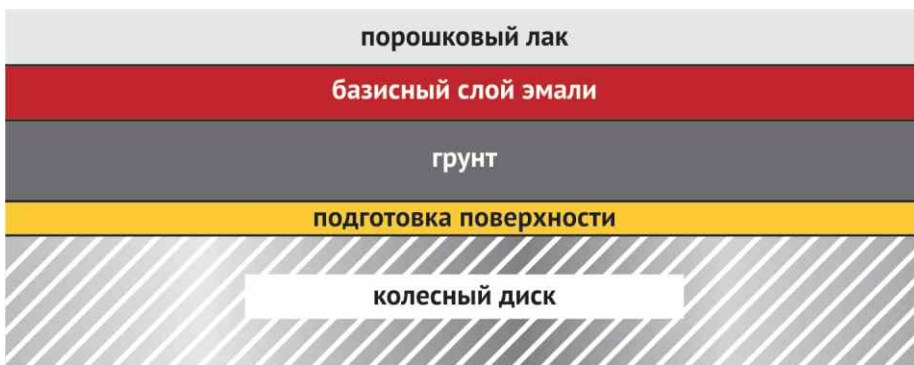 порошковый лак
базисный слой эмали
грунт
подготовка поверхности
колесный диск